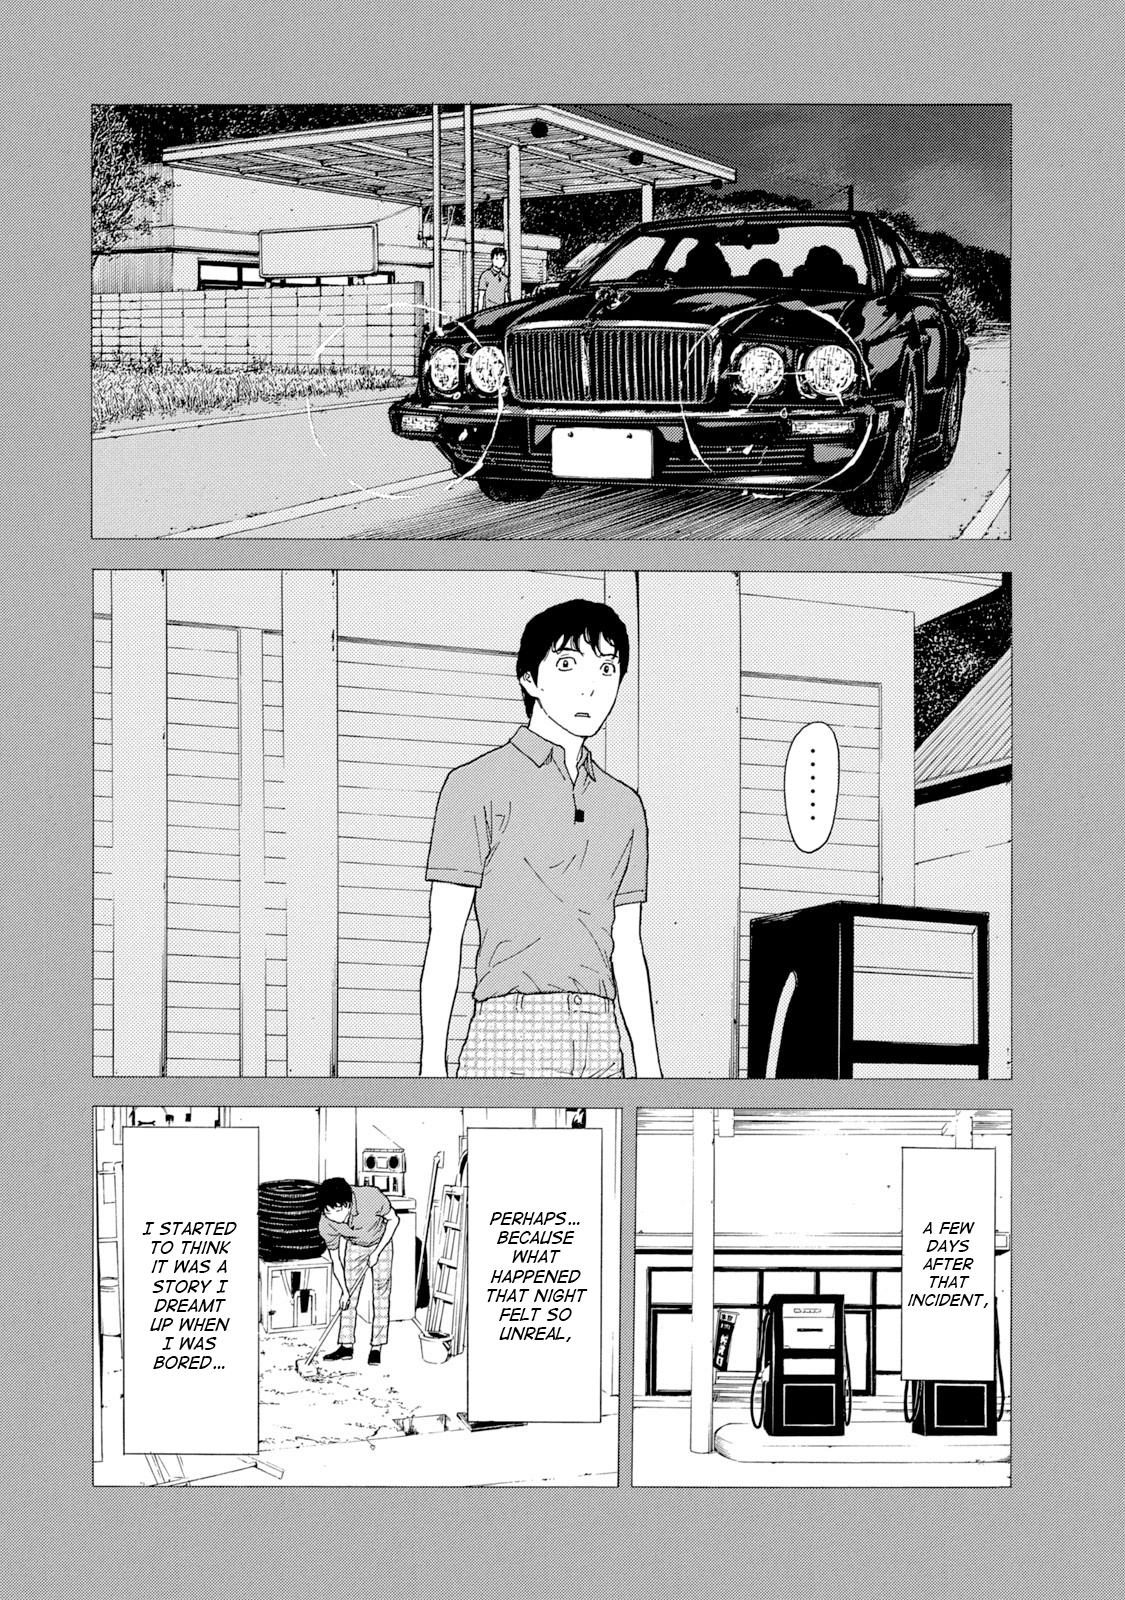 ......
A FEW
DAYS
AFTER
THAT
INCIDENT,
PERHAPS...
BECAUSE
WHAT
HAPPENED
THAT NIGHT
FELT SO
UNREAL,
I STARTED
TO THINK
IT WAS A
STORY I
DREAMT
UP WHEN
I WAS
BORED...